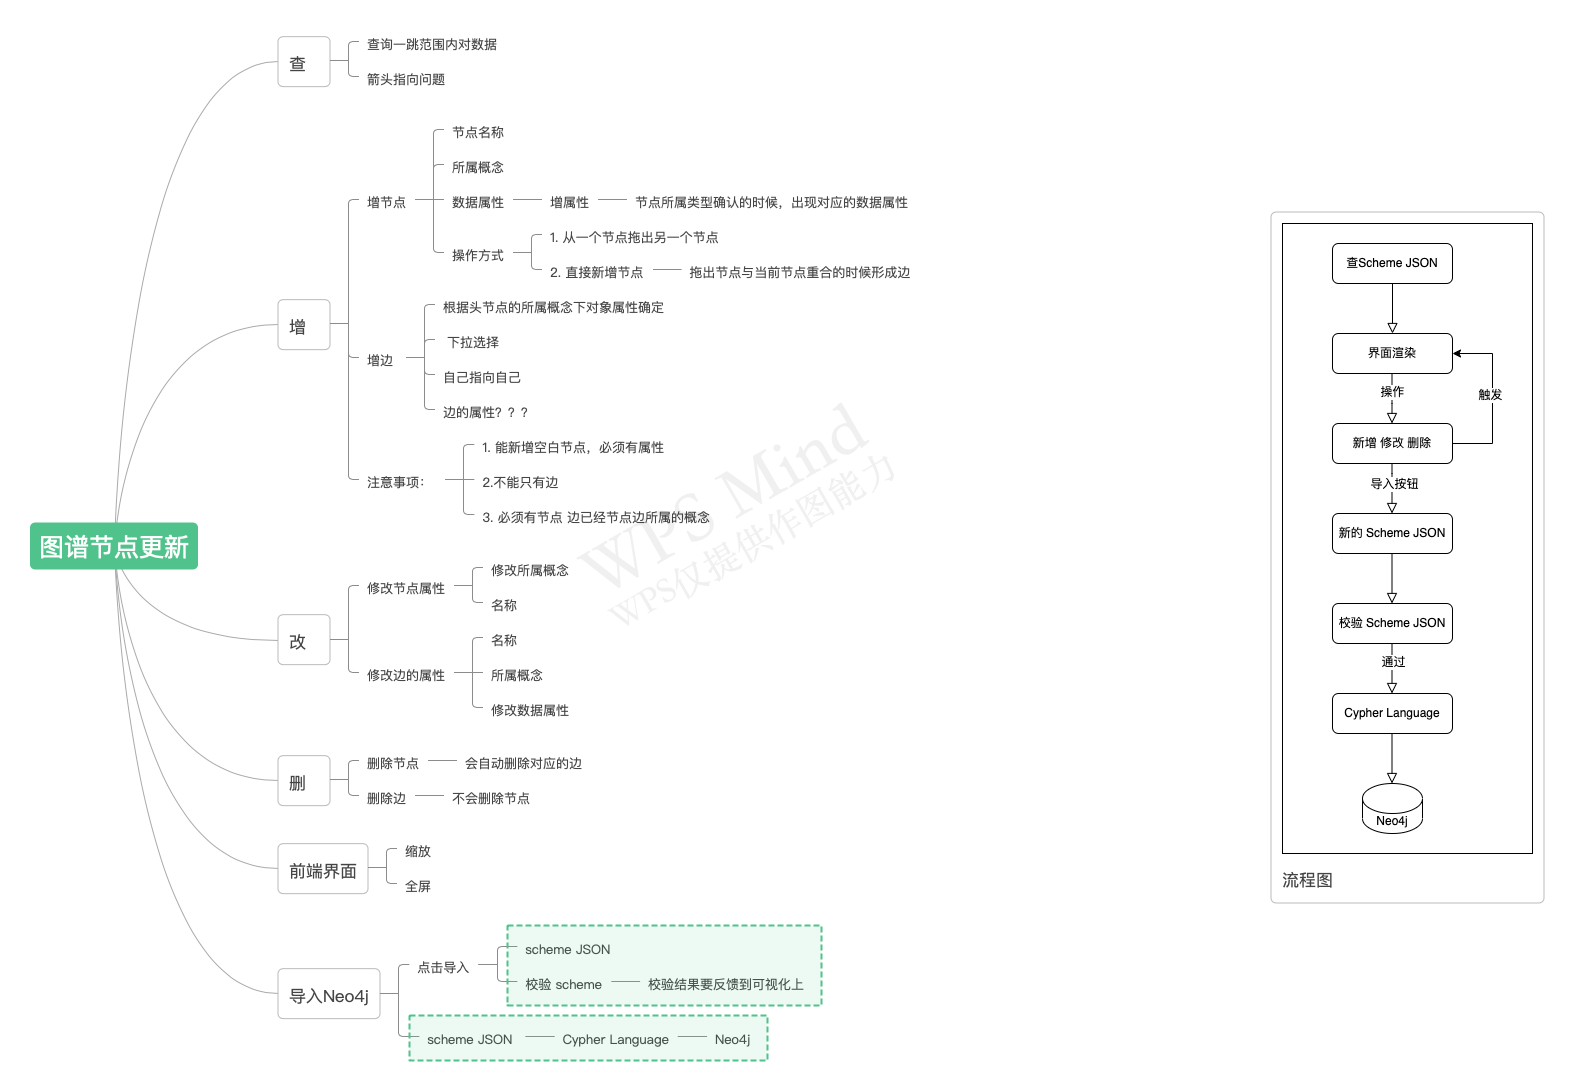 图谱节点更新
查
查询一跳范围内对数据
箭头指向问题
增
增节点
节点名称
所属概念
数据属性
增属性
节点所属类型确认的时候，出现对应的数据属性
操作方式
1. 从一个节点拖出另一个节点
2. 直接新增节点
拖出节点与当前节点重合的时候形成边
增边
根据头节点的所属概念下对象属性确定
下拉选择
自己指向自己
边的属性？？？
注意事项：
1. 能新增空白节点，必须有属性
2.不能只有边
3. 必须有节点 边已经节点边所属的概念
改
修改节点属性
修改所属概念
名称
修改边的属性
名称
所属概念
修改数据属性
删
删除节点
会自动删除对应的边
删除边
不会删除节点
前端界面
缩放
全屏
导入Neo4j
点击导入
scheme JSON
校验 scheme
校验结果要反馈到可视化上
scheme JSON
Cypher Language
Neo4j
WPS Mind
WPS仅提供作图能力
查Scheme JSON
界面渲染
操作
触发
新增 修改 删除
导入按钮
新的 Scheme JSON
校验 Scheme JSON
通过
Cypher Language
Neo4j
流程图